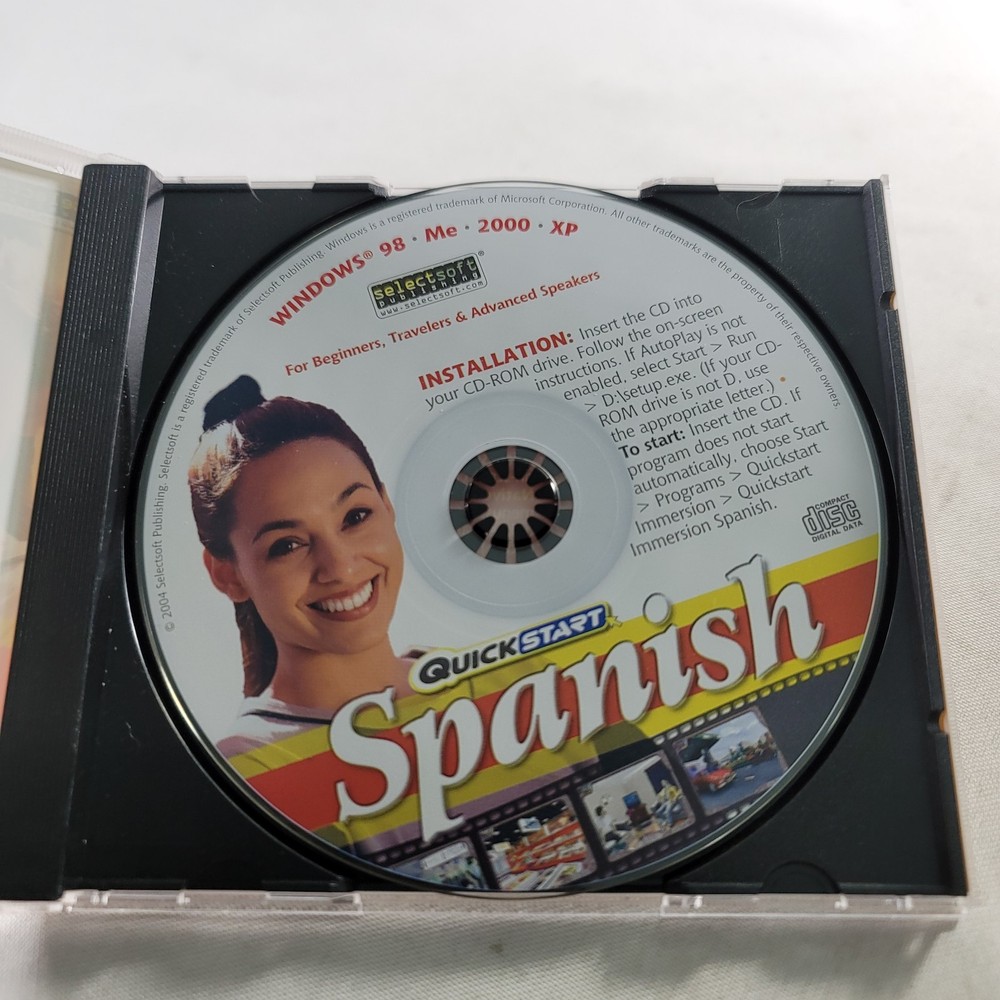 © 2004 Selectsoft Publishing. Selectsoft is a registered trademark of Selectsoft Publishing. Windows is a registered trademark of Microsoft Corporation. All other trademarks are the property of their respective owners.
WINDOWS® 98 · Me · 2000 · XP
selectsoft®
publishing
www.selectsoft.com
For Beginners, Travelers & Advanced Speakers
INSTALLATION: Insert the CD into
your CD-ROM drive. Follow the on-screen
instructions. If AutoPlay is not
enabled, select Start > Run
> D:\setup.exe. (If your CD-
ROM drive is not D, use
the appropriate letter.) •
To start: Insert the CD. If
program does not start
automatically, choose Start
> Programs > Quickstart
Immersion > Quickstart
Immersion Spanish.
COMPACT
disc
DIGITAL DATA
QUICKSTART
Spanish